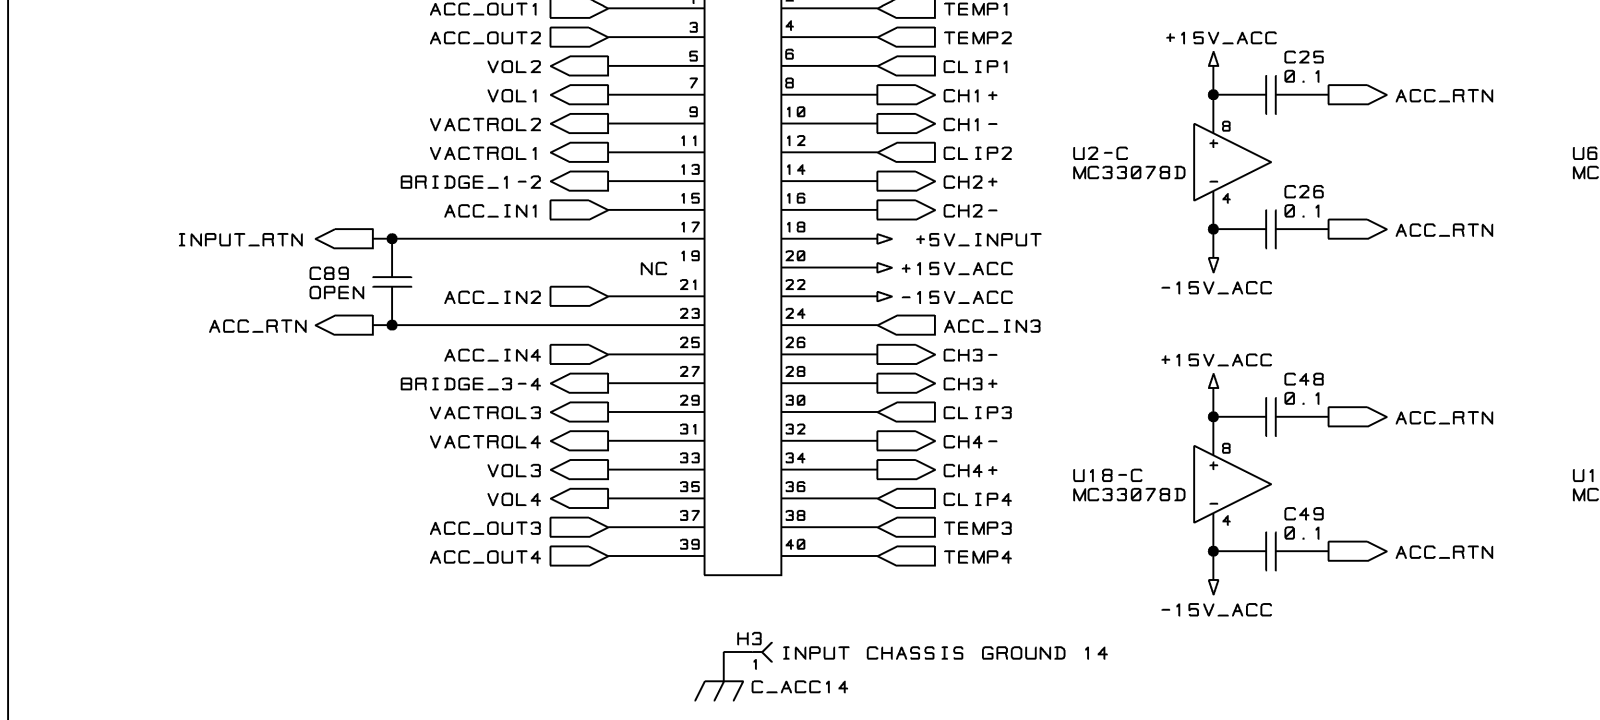 ACC_OUT1 1 TEMP1
ACC_OUT2 3 4 TEMP2
VOL2 5 6 CLIP1
VOL1 7 8 CH1+
VACTROL2 9 10 CH1-
VACTROL1 11 12 CLIP2
BRIDGE_1-2 13 14 CH2+
ACC_IN1 15 16 CH2-
INPUT_RTN 17 18 +5V_INPUT
NC 19 20 +15V_ACC
C89
OPEN
ACC_IN2 21 22 -15V_ACC
ACC_RTN 23 24 ACC_IN3
ACC_IN4 25 26 CH3-
BRIDGE_3-4 27 28 CH3+
VACTROL3 29 30 CLIP3
VACTROL4 31 32 CH4-
VOL3 33 34 CH4+
VOL4 35 36 CLIP4
ACC_OUT3 37 38 TEMP3
ACC_OUT4 39 40 TEMP4
+15V_ACC
C25
0.1
ACC_RTN
8
+
U2-C
MC33078D
-
4
C26
0.1
ACC_RTN
-15V_ACC
+15V_ACC
C48
0.1
ACC_RTN
8
+
U18-C
MC33078D
-
4
C49
0.1
ACC_RTN
-15V_ACC
U6
MC
U1
MC
H3
1
INPUT CHASSIS GROUND 14
C_ACC14